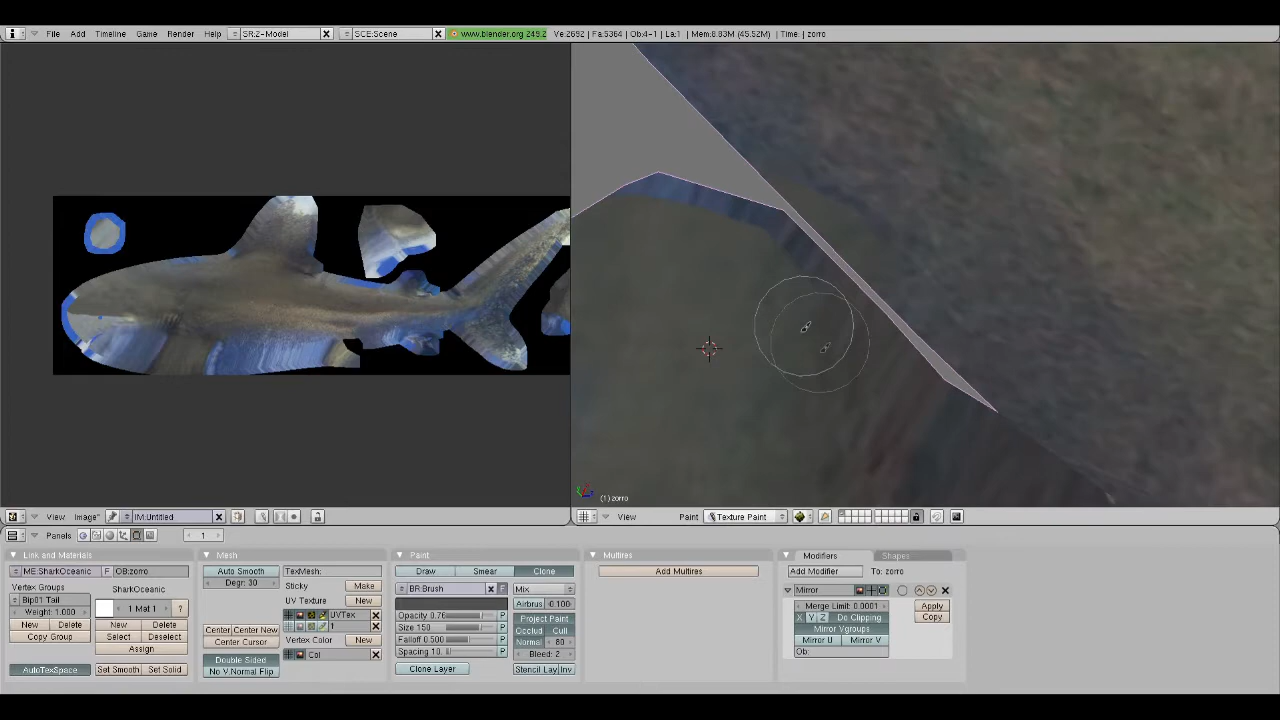 File Add Timeline Game Render Help SR:2-Model SCE:Scene www.blender.org 249.2 Ve:2692 | Fa:5364 | Ob:4-1 | La:1 | Mem:8.83M (45.52M) | Time: | zorro
(1) zorro
View Image* IM:Untitled View Paint Texture Paint
Panels 1
Link and Materials Mesh Paint Multires Modifiers Shapes
ME:SharkOceanic F OB:zorro
Vertex Groups SharkOceanic
Bip01 Tail 1 Mat 1 ?
Weight: 1.000
New Delete New Delete
Copy Group Select Deselect
Assign
AutoTexSpace Set Smooth Set Solid
Auto Smooth TexMesh:
Degr: 30 Sticky Make
UV Texture New
UVTex
1
Center Center New Vertex Color New
Center Cursor
Col
Double Sided
No V.Normal Flip
Draw Smear Clone
BR:Brush F Mix
Airbrus 0.100
Opacity 0.76 P Project Paint
Size 150 P Occlud Cull
Falloff 0.500 P Normal 80
Spacing 10. P Bleed: 2
Clone Layer Stencil Lay Inv
Add Multires
Add Modifier To: zorro
Mirror
Merge Limit: 0.0001 Apply
X Y Z Do Clipping Copy
Mirror Vgroups
Mirror U Mirror V
Ob: